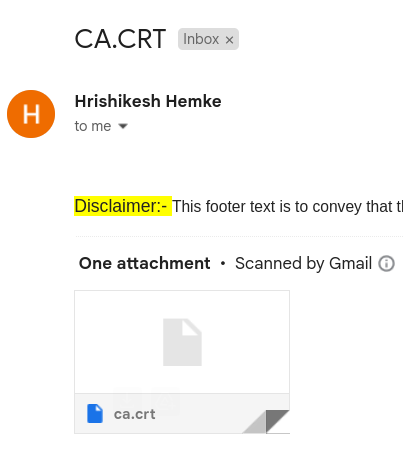 CA.CRT Inbox ×
H
Hrishikesh Hemke
to me
Disclaimer:- This footer text is to convey that
One attachment • Scanned by Gmail
ca.crt